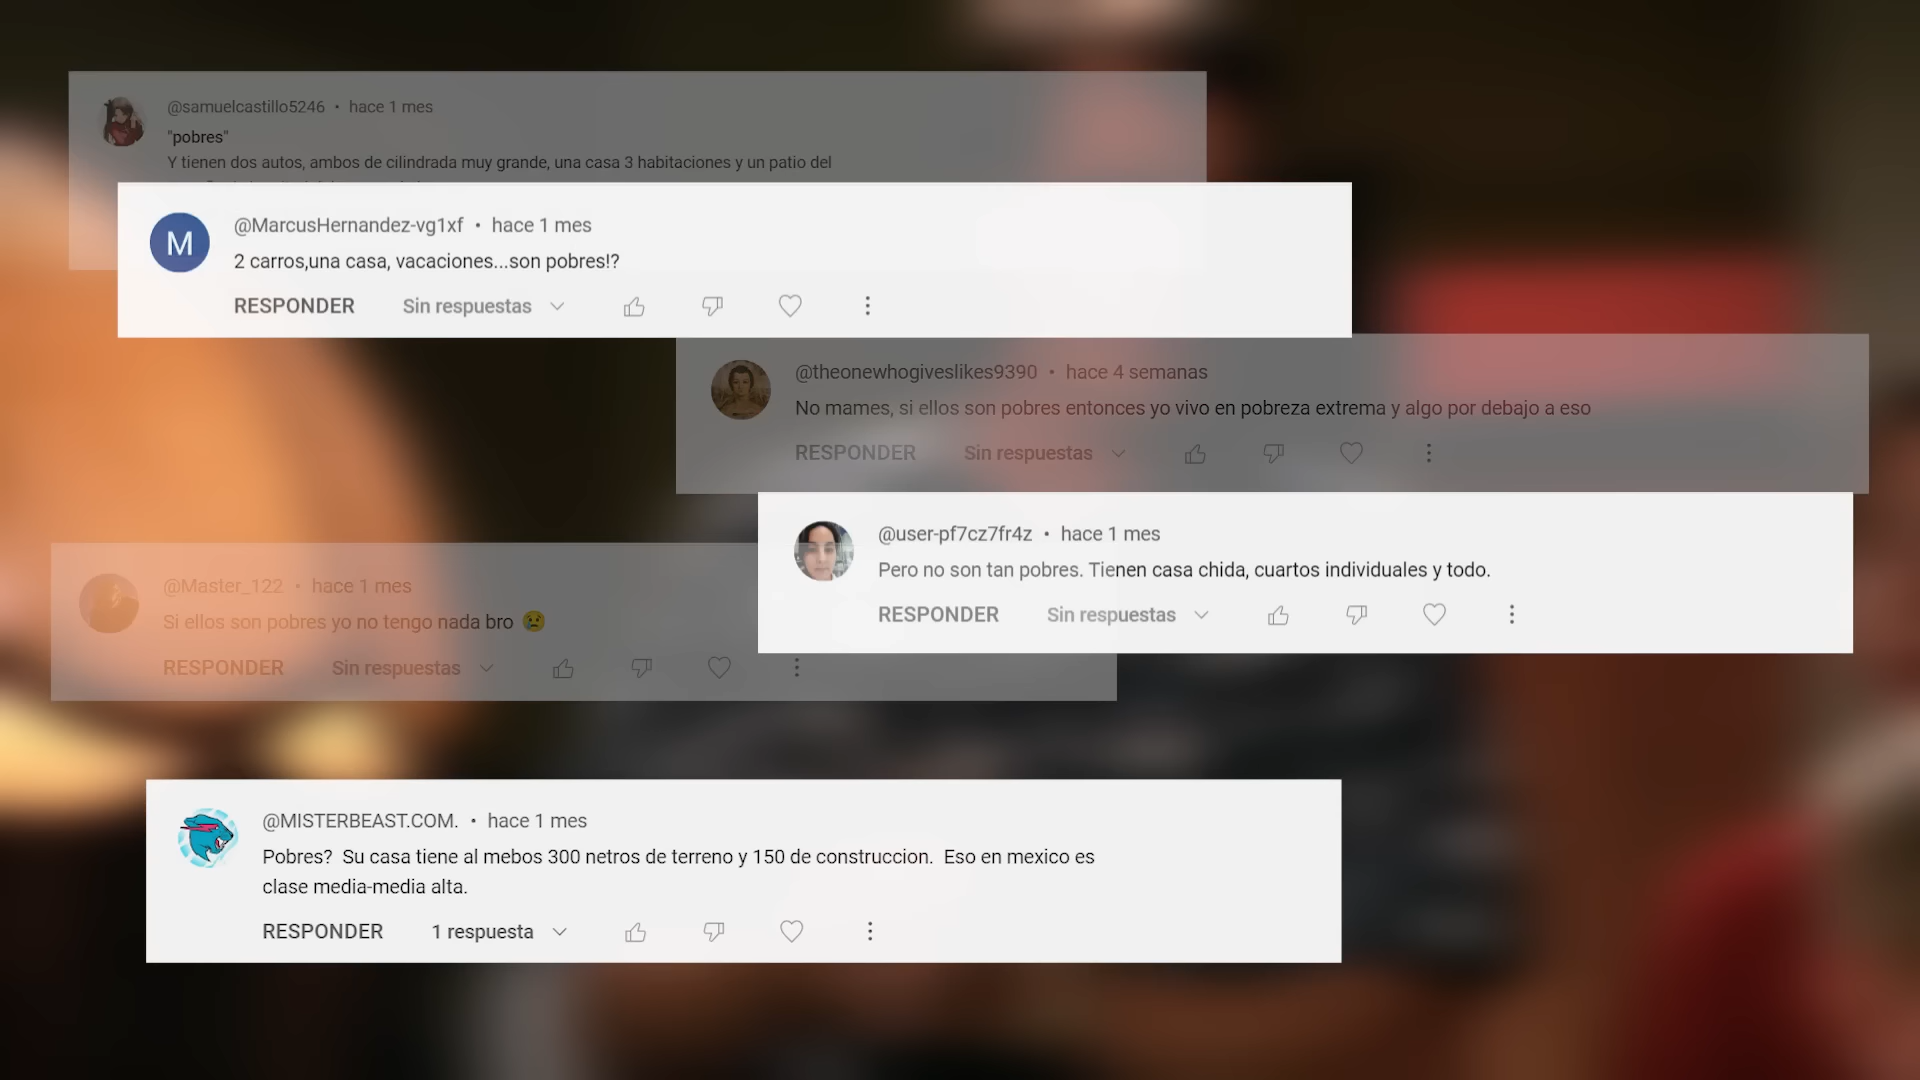 @samuelcastillo5246 • hace 1 mes
"pobres"
Y tienen dos autos, ambos de cilindrada muy grande, una casa 3 habitaciones y un patio del
M
@MarcusHernandez-vg1xf • hace 1 mes
2 carros,una casa, vacaciones...son pobres!?
RESPONDER Sin respuestas
@theonewhogiveslikes9390 • hace 4 semanas
No mames, si ellos son pobres entonces yo vivo en pobreza extrema y algo por debajo a eso
RESPONDER Sin respuestas
@user-pf7cz7fr4z • hace 1 mes
Pero no son tan pobres. Tienen casa chida, cuartos individuales y todo.
RESPONDER Sin respuestas
@Master_122 • hace 1 mes
Si ellos son pobres yo no tengo nada bro 😢
RESPONDER Sin respuestas
@MISTERBEAST.COM. • hace 1 mes
Pobres? Su casa tiene al mebos 300 netros de terreno y 150 de construccion. Eso en mexico es
clase media-media alta.
RESPONDER 1 respuesta